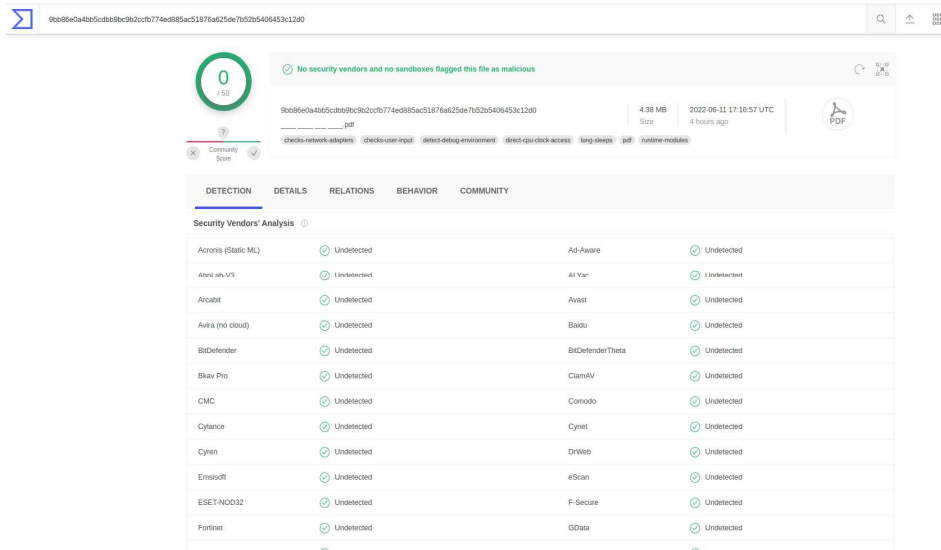 9bb86e0a4bb5cdbb9bc9b2ccfb774ed885ac51876a625de7b52b5406453c12d0
0
/ 58
?
Community
Score
No security vendors and no sandboxes flagged this file as malicious
9bb86e0a4bb5cdbb9bc9b2ccfb774ed885ac51876a625de7b52b5406453c12d0
____ ____ ___ ____.pdf
4.38 MB
Size
2022-06-11 17:16:57 UTC
4 hours ago
PDF
checks-network-adapters checks-user-input detect-debug-environment direct-cpu-clock-access long-sleeps pdf runtime-modules
DETECTION DETAILS RELATIONS BEHAVIOR COMMUNITY
Security Vendors' Analysis
Acronis (Static ML) Undetected Ad-Aware Undetected
AhnLab-V3 Undetected ALYac Undetected
Arcabit Undetected Avast Undetected
Avira (no cloud) Undetected Baidu Undetected
BitDefender Undetected BitDefenderTheta Undetected
Bkav Pro Undetected ClamAV Undetected
CMC Undetected Comodo Undetected
Cylance Undetected Cynet Undetected
Cyren Undetected DrWeb Undetected
Emsisoft Undetected eScan Undetected
ESET-NOD32 Undetected F-Secure Undetected
Fortinet Undetected GData Undetected